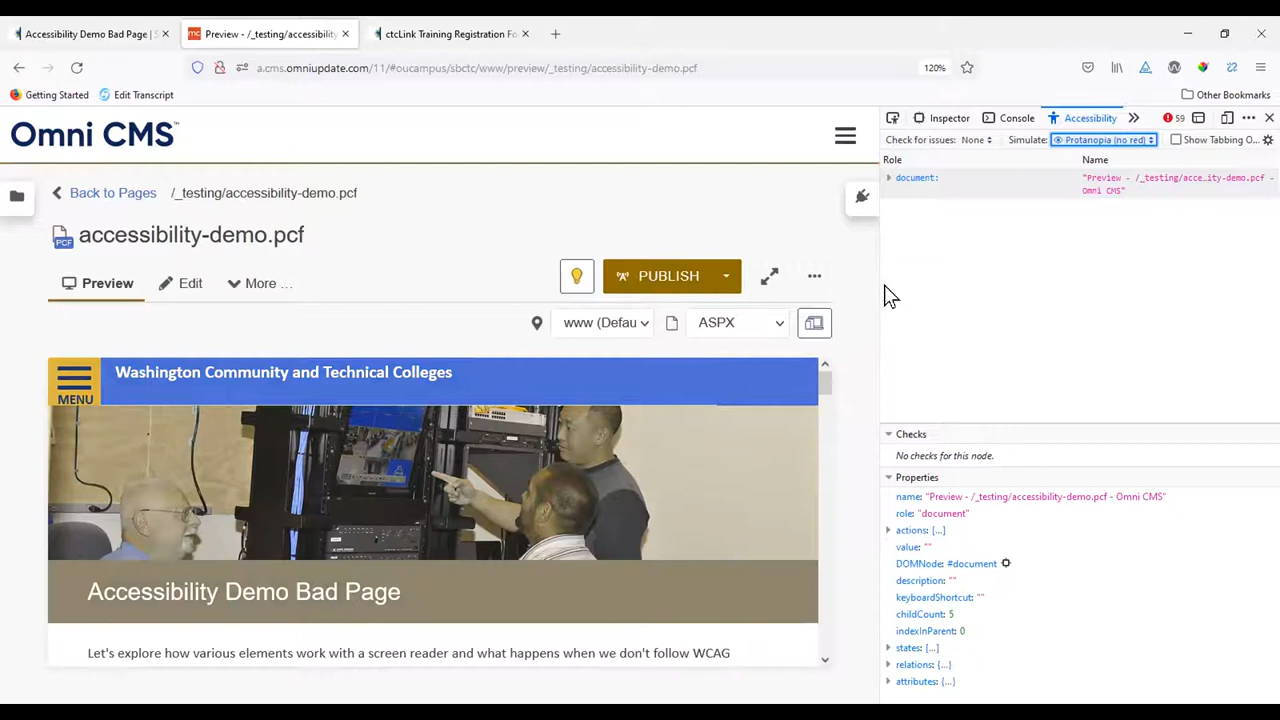 Accessibility Demo Bad Page | S
Preview - /_testing/accessibility
ctcLink Training Registration Fo
a.cms.omniupdate.com/11/#oucampus/sbctc/www/preview/_testing/accessibility-demo.pcf
120%
Getting Started
Edit Transcript
Other Bookmarks
Omni CMS™
Back to Pages /_testing/accessibility-demo.pcf
PCF
accessibility-demo.pcf
Preview
Edit
More ...
PUBLISH
www (Defau
ASPX
MENU
Washington Community and Technical Colleges
Accessibility Demo Bad Page
Let's explore how various elements work with a screen reader and what happens when we don't follow WCAG
Inspector
Console
Accessibility
59
Check for issues: None
Simulate: Protanopia (no red)
Show Tabbing O...
Role
Name
document:
"Preview - /_testing/acce…ity-demo.pcf -
Omni CMS"
Checks
No checks for this node.
Properties
name: "Preview - /_testing/accessibility-demo.pcf - Omni CMS"
role: "document"
actions: […]
value: ""
DOMNode: #document
description: ""
keyboardShortcut: ""
childCount: 5
indexInParent: 0
states: […]
relations: {…}
attributes: {…}